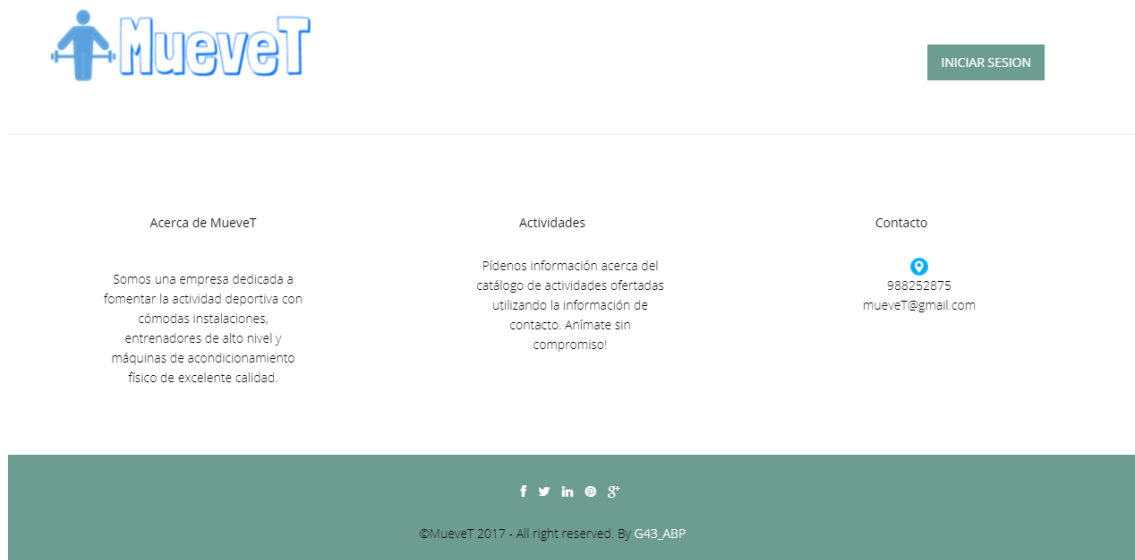 MueveT
INICIAR SESION
Acerca de MueveT
Somos una empresa dedicada a
fomentar la actividad deportiva con
cómodas instalaciones,
entrenadores de alto nivel y
máquinas de acondicionamiento
físico de excelente calidad.
Actividades
Pídenos información acerca del
catálogo de actividades ofertadas
utilizando la información de
contacto. Anímate sin
compromiso!
Contacto
988252875
mueveT@gmail.com
©MueveT 2017 - All right reserved. By G43_ABP